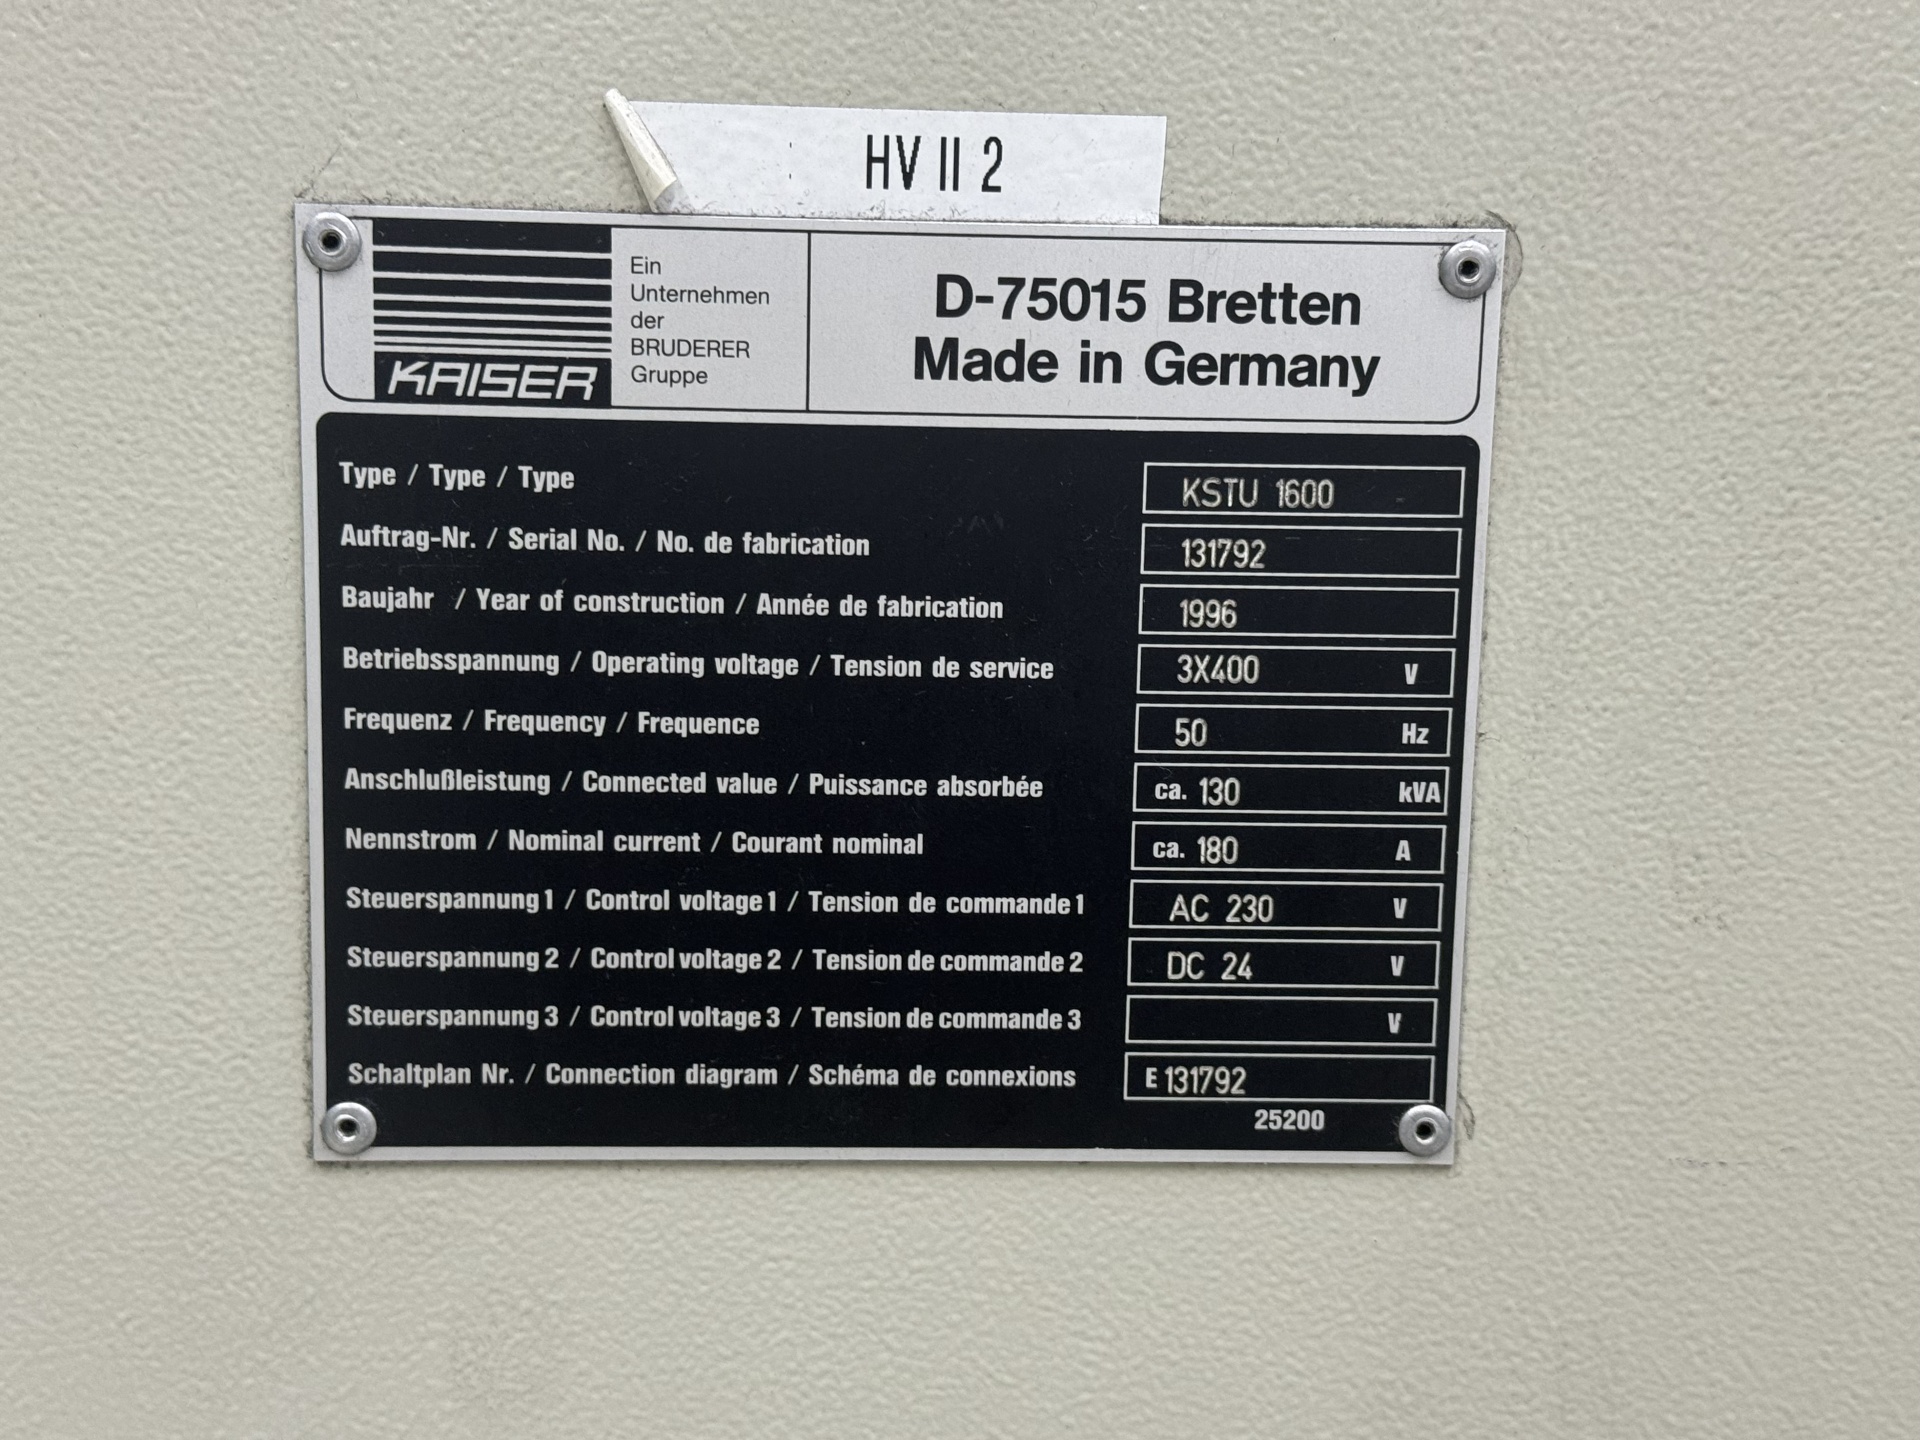 HV II 2
KAISER
Ein
Unternehmen
der
BRUDERER
Gruppe
D-75015 Bretten
Made in Germany
Type / Type / Type KSTU 1600
Auftrag-Nr. / Serial No. / No. de fabrication 131792
Baujahr / Year of construction / Année de fabrication 1996
Betriebsspannung / Operating voltage / Tension de service 3X400 V
Frequenz / Frequency / Frequence 50 Hz
Anschlußleistung / Connected value / Puissance absorbée ca. 130 kVA
Nennstrom / Nominal current / Courant nominal ca. 180 A
Steuerspannung 1 / Control voltage 1 / Tension de commande 1 AC 230 V
Steuerspannung 2 / Control voltage 2 / Tension de commande 2 DC 24 V
Steuerspannung 3 / Control voltage 3 / Tension de commande 3 V
Schaltplan Nr. / Connection diagram / Schéma de connexions E 131792
25200